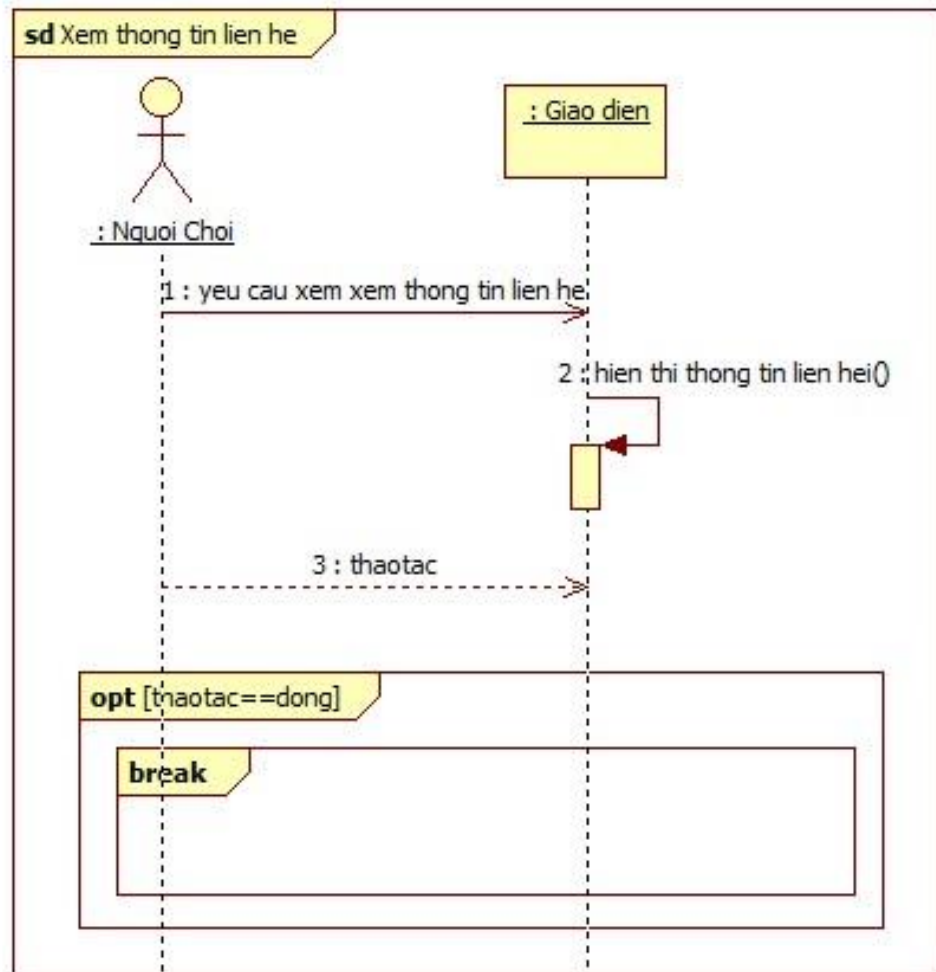 sd Xem thong tin lien he
: Giao dien
: Nguoi Choi
1 : yeu cau xem xem thong tin lien he
2 : hien thi thong tin lien hei()
3 : thaotac
opt [thaotac==dong]
break